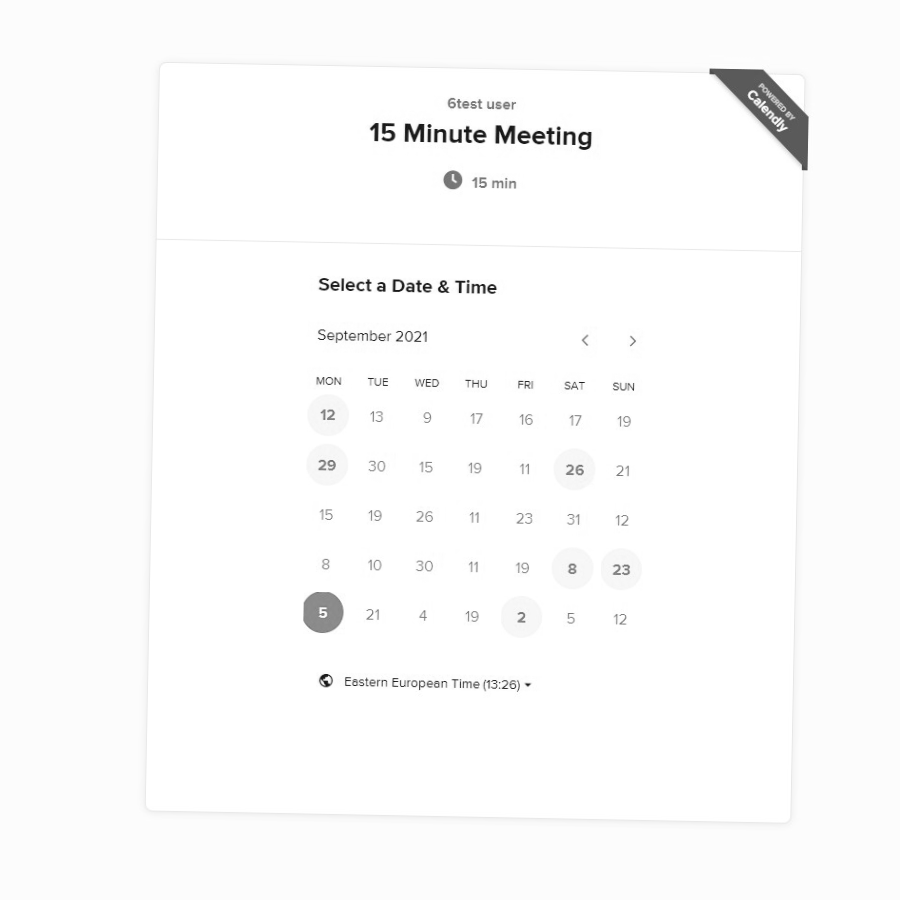 POWERED BY
Calendly
6test user
15 Minute Meeting
15 min
Select a Date & Time
September 2021
MON TUE WED THU FRI SAT SUN
12 13 9 17 16 17 19
29 30 15 19 11 26 21
15 19 26 11 23 31 12
8 10 30 11 19 8 23
5 21 4 19 2 5 12
Eastern European Time (13:26)